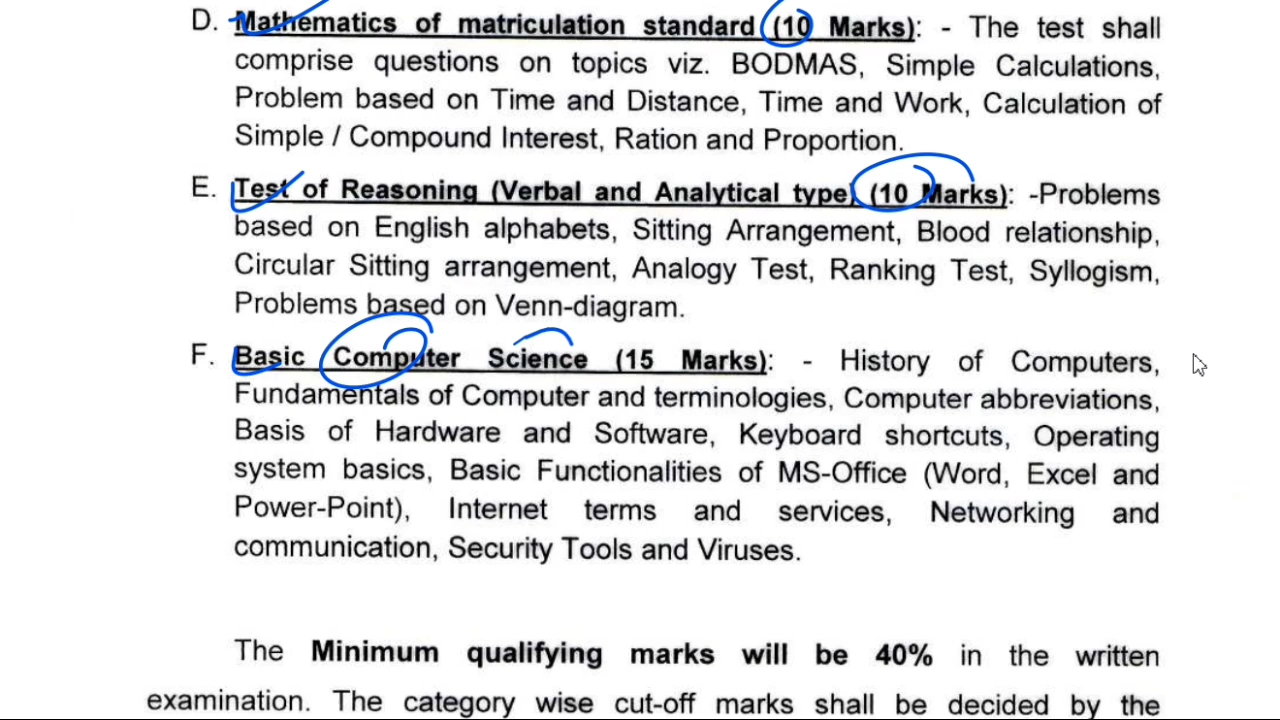 D. Mathematics of matriculation standard (10 Marks): - The test shall
comprise questions on topics viz. BODMAS, Simple Calculations,
Problem based on Time and Distance, Time and Work, Calculation of
Simple / Compound Interest, Ration and Proportion.
E. Test of Reasoning (Verbal and Analytical type) (10 Marks): -Problems
based on English alphabets, Sitting Arrangement, Blood relationship,
Circular Sitting arrangement, Analogy Test, Ranking Test, Syllogism,
Problems based on Venn-diagram.
F. Basic Computer Science (15 Marks): - History of Computers,
Fundamentals of Computer and terminologies, Computer abbreviations,
Basis of Hardware and Software, Keyboard shortcuts, Operating
system basics, Basic Functionalities of MS-Office (Word, Excel and
Power-Point), Internet terms and services, Networking and
communication, Security Tools and Viruses.
The Minimum qualifying marks will be 40% in the written
examination. The category wise cut-off marks shall be decided by the